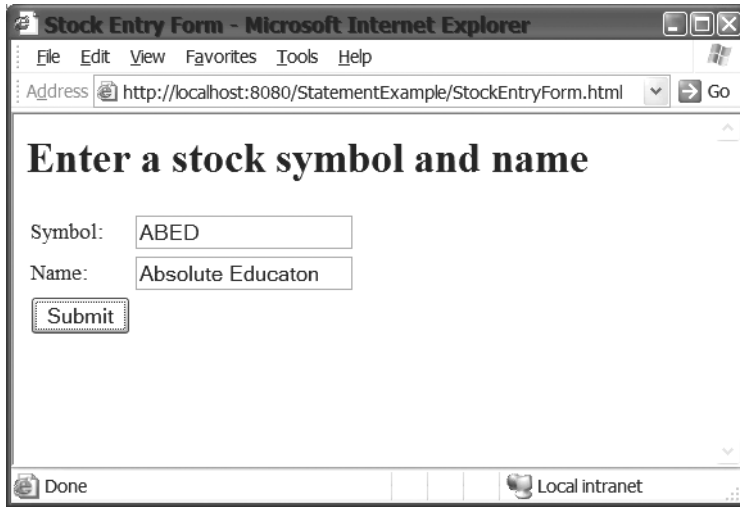 Stock Entry Form - Microsoft Internet Explorer
File Edit View Favorites Tools Help
Address http://localhost:8080/StatementExample/StockEntryForm.html Go
Enter a stock symbol and name
Symbol: ABED
Name: Absolute Educaton
Submit
Done Local intranet